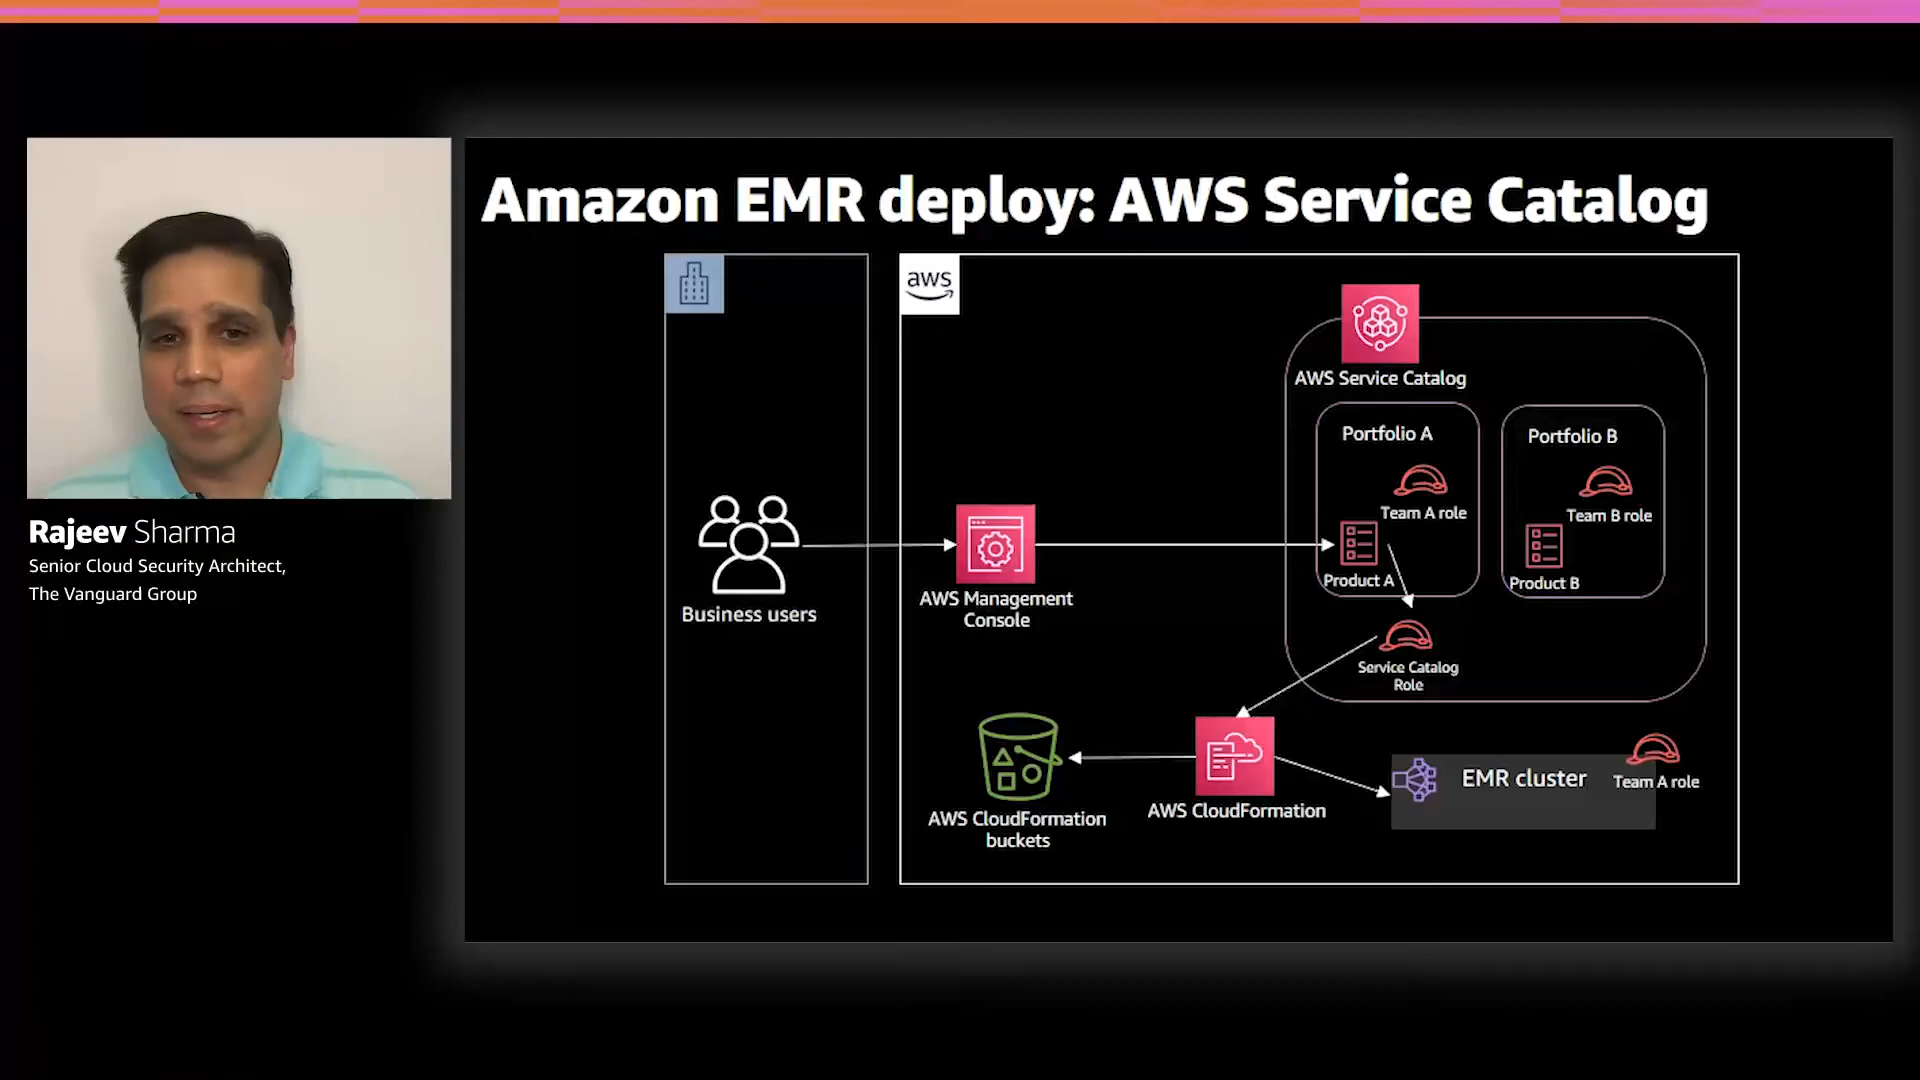 Amazon EMR deploy: AWS Service Catalog
aws
AWS Service Catalog
Portfolio A
Portfolio B
Team A role
Team B role
Product A
Product B
Business users
AWS Management
Console
Service Catalog
Role
AWS CloudFormation
buckets
AWS CloudFormation
EMR cluster
Team A role
Rajeev Sharma
Senior Cloud Security Architect,
The Vanguard Group